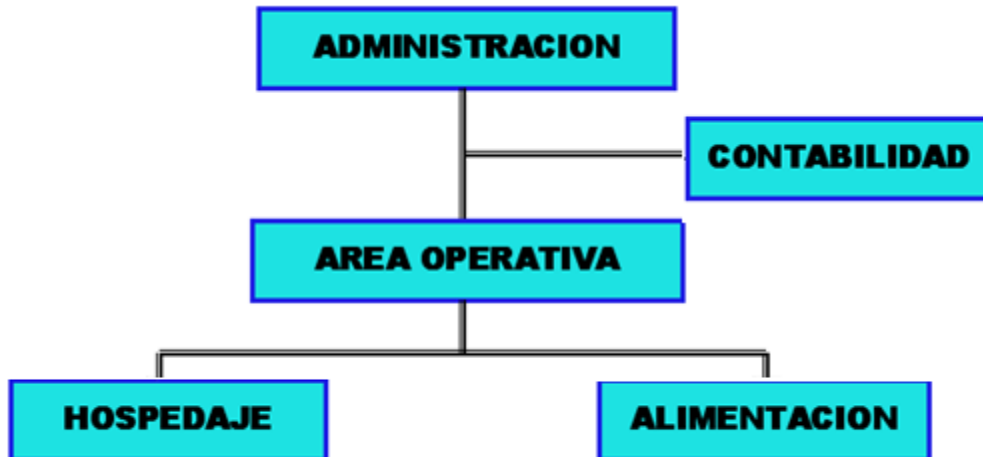 ADMINISTRACION
CONTABILIDAD
AREA OPERATIVA
HOSPEDAJE
ALIMENTACION